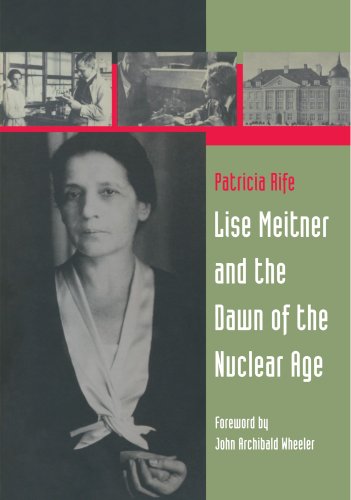 Patricia Rife
Lise Meitner
and the
Dawn of the
Nuclear Age
Foreword by
John Archibald Wheeler